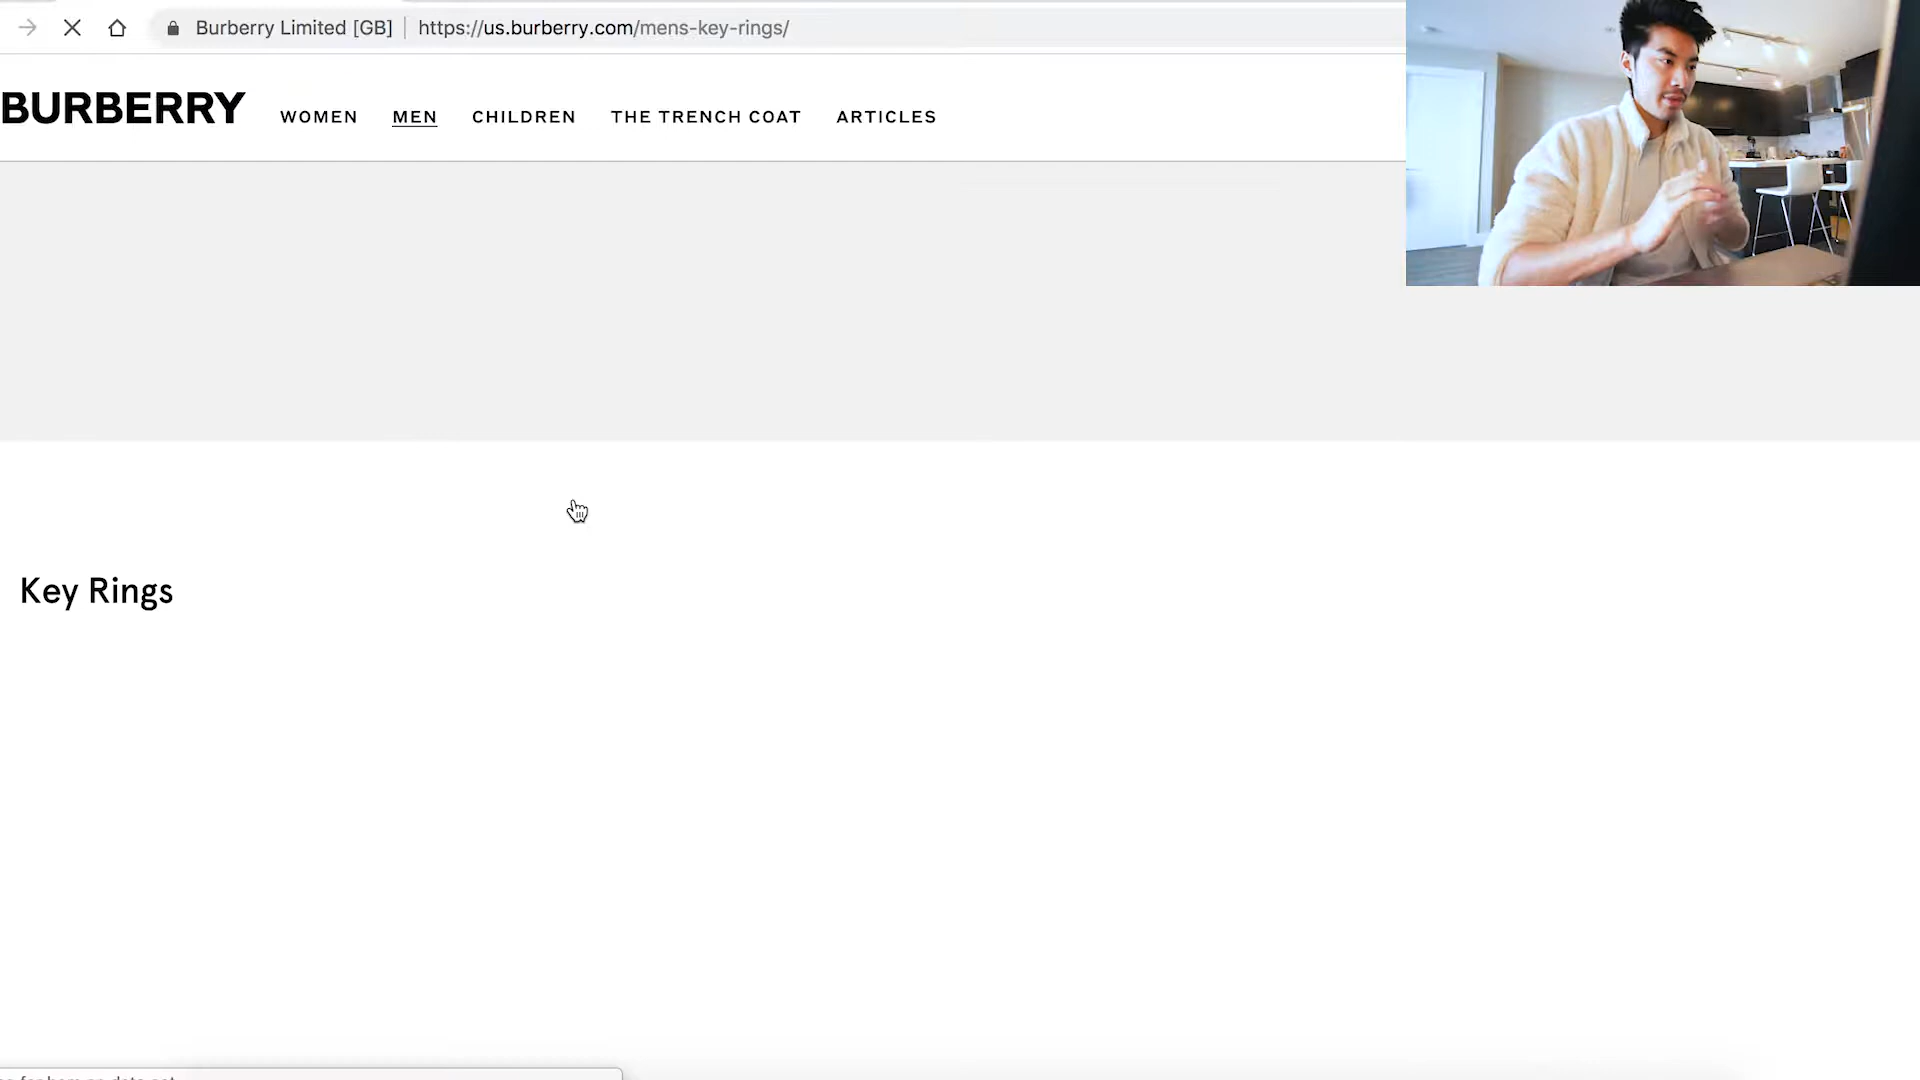 Burberry Limited [GB] https://us.burberry.com/mens-key-rings/
BURBERRY WOMEN MEN CHILDREN THE TRENCH COAT ARTICLES
Key Rings